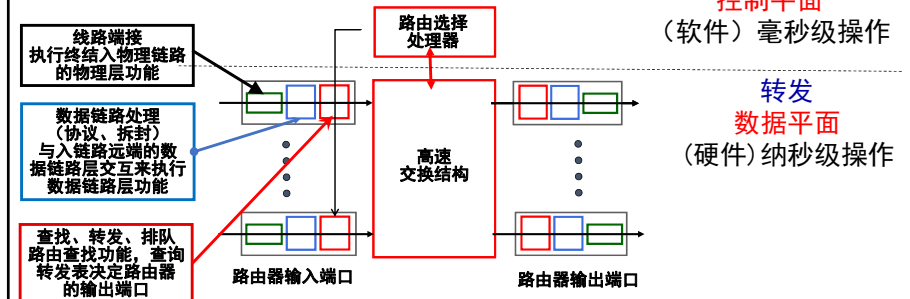 控制平面
（软件）毫秒级操作
路由选择
处理器
线路端接
执行终结入物理链路
的物理层功能
转发
数据平面
(硬件)纳秒级操作
数据链路处理
（协议、拆封）
与入链路远端的数
据链路层交互来执行
数据链路层功能
高速
交换结构
查找、转发、排队
路由查找功能，查询
转发表决定路由器
的输出端口
路由器输入端口
路由器输出端口